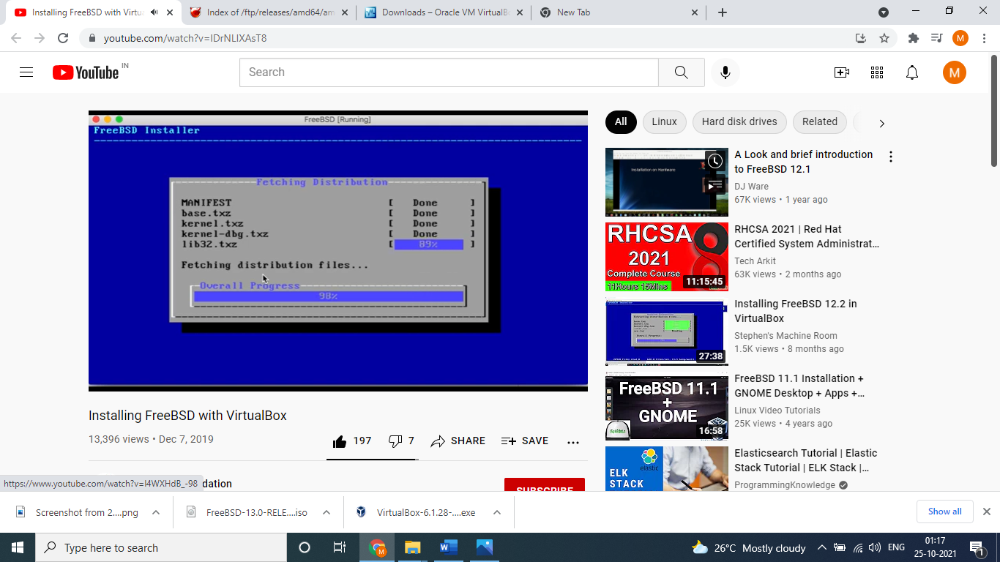 Installing FreeBSD with Virtu
Index of /ftp/releases/amd64/am
Downloads – Oracle VM VirtualB
New Tab
youtube.com/watch?v=IDrNLIXAsT8
M
YouTube IN
Search
M
FreeBSD [Running]
FreeBSD Installer
Fetching Distribution
MANIFEST [ Done ]
base.txz [ Done ]
kernel.txz [ Done ]
kernel-dbg.txz [ Done ]
lib32.txz [ 89% ]
Fetching distribution files...
Overall Progress
98%
Installing FreeBSD with VirtualBox
13,396 views • Dec 7, 2019
197
7
SHARE
SAVE
dation
SUBSCRIBE
https://www.youtube.com/watch?v=I4WXHdB_-98
All
Linux
Hard disk drives
Related
Installation on Hardware
A Look and brief introduction
to FreeBSD 12.1
DJ Ware
67K views • 1 year ago
RHCSA
2021
Complete Course
11Hours 15Mins
8
11:15:45
RHCSA 2021 | Red Hat
Certified System Administrat...
Tech Arkit
63K views • 2 months ago
27:38
Installing FreeBSD 12.2 in
VirtualBox
Stephen's Machine Room
1.5K views • 8 months ago
FreeBSD 11.1
+
GNOME
16:58
FreeBSD 11.1 Installation +
GNOME Desktop + Apps +...
Linux Video Tutorials
25K views • 4 years ago
ELK
STACK
elastic
Elasticsearch Tutorial | Elastic
Stack Tutorial | ELK Stack |...
ProgrammingKnowledge
Screenshot from 2....png
FreeBSD-13.0-RELE....iso
VirtualBox-6.1.28-....exe
Show all
Type here to search
M
26°C Mostly cloudy
ENG
01:17
25-10-2021
1